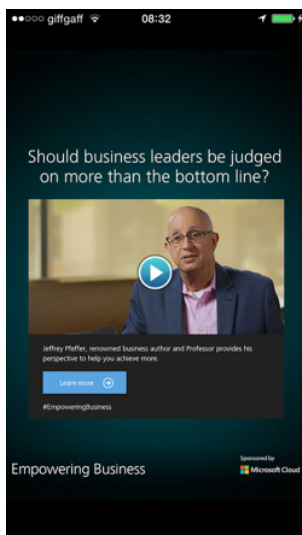 giffgaff 08:32
Should business leaders be judged
on more than the bottom line?
Jeffrey Pfeffer, renowned business author and Professor provides his
perspective to help you achieve more.
Learn more
#EmpoweringBusiness
Sponsored by
Empowering Business
Microsoft Cloud